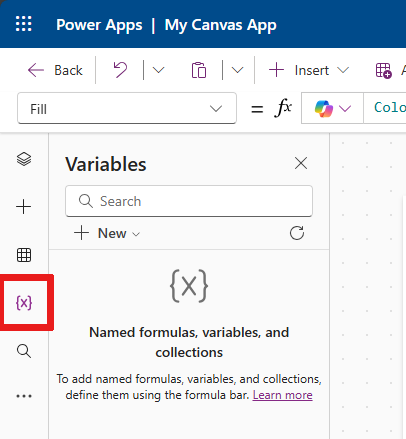 Power Apps | My Canvas App
Back
Insert
A
Fill
= fx
Colo
Variables
Search
New
{x}
{x}
Named formulas, variables, and
collections
To add named formulas, variables, and collections,
define them using the formula bar. Learn more